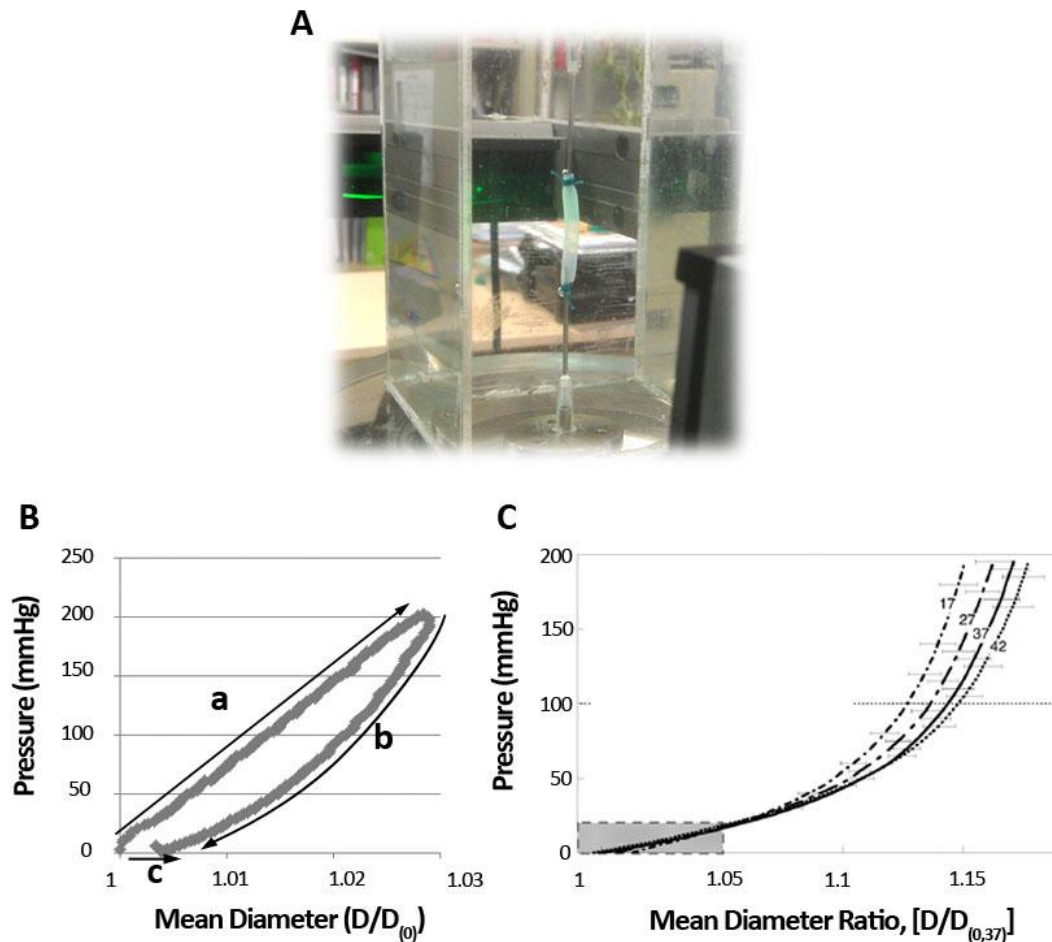 A
B
C
Pressure (mmHg)
250
200
150
100
50
0
a
b
c
1
1.01
1.02
1.03
Mean Diameter (D/D(0))
Pressure (mmHg)
200
150
100
50
0
17
27
37
42
1
1.05
1.1
1.15
Mean Diameter Ratio, [D/D(0,37)]